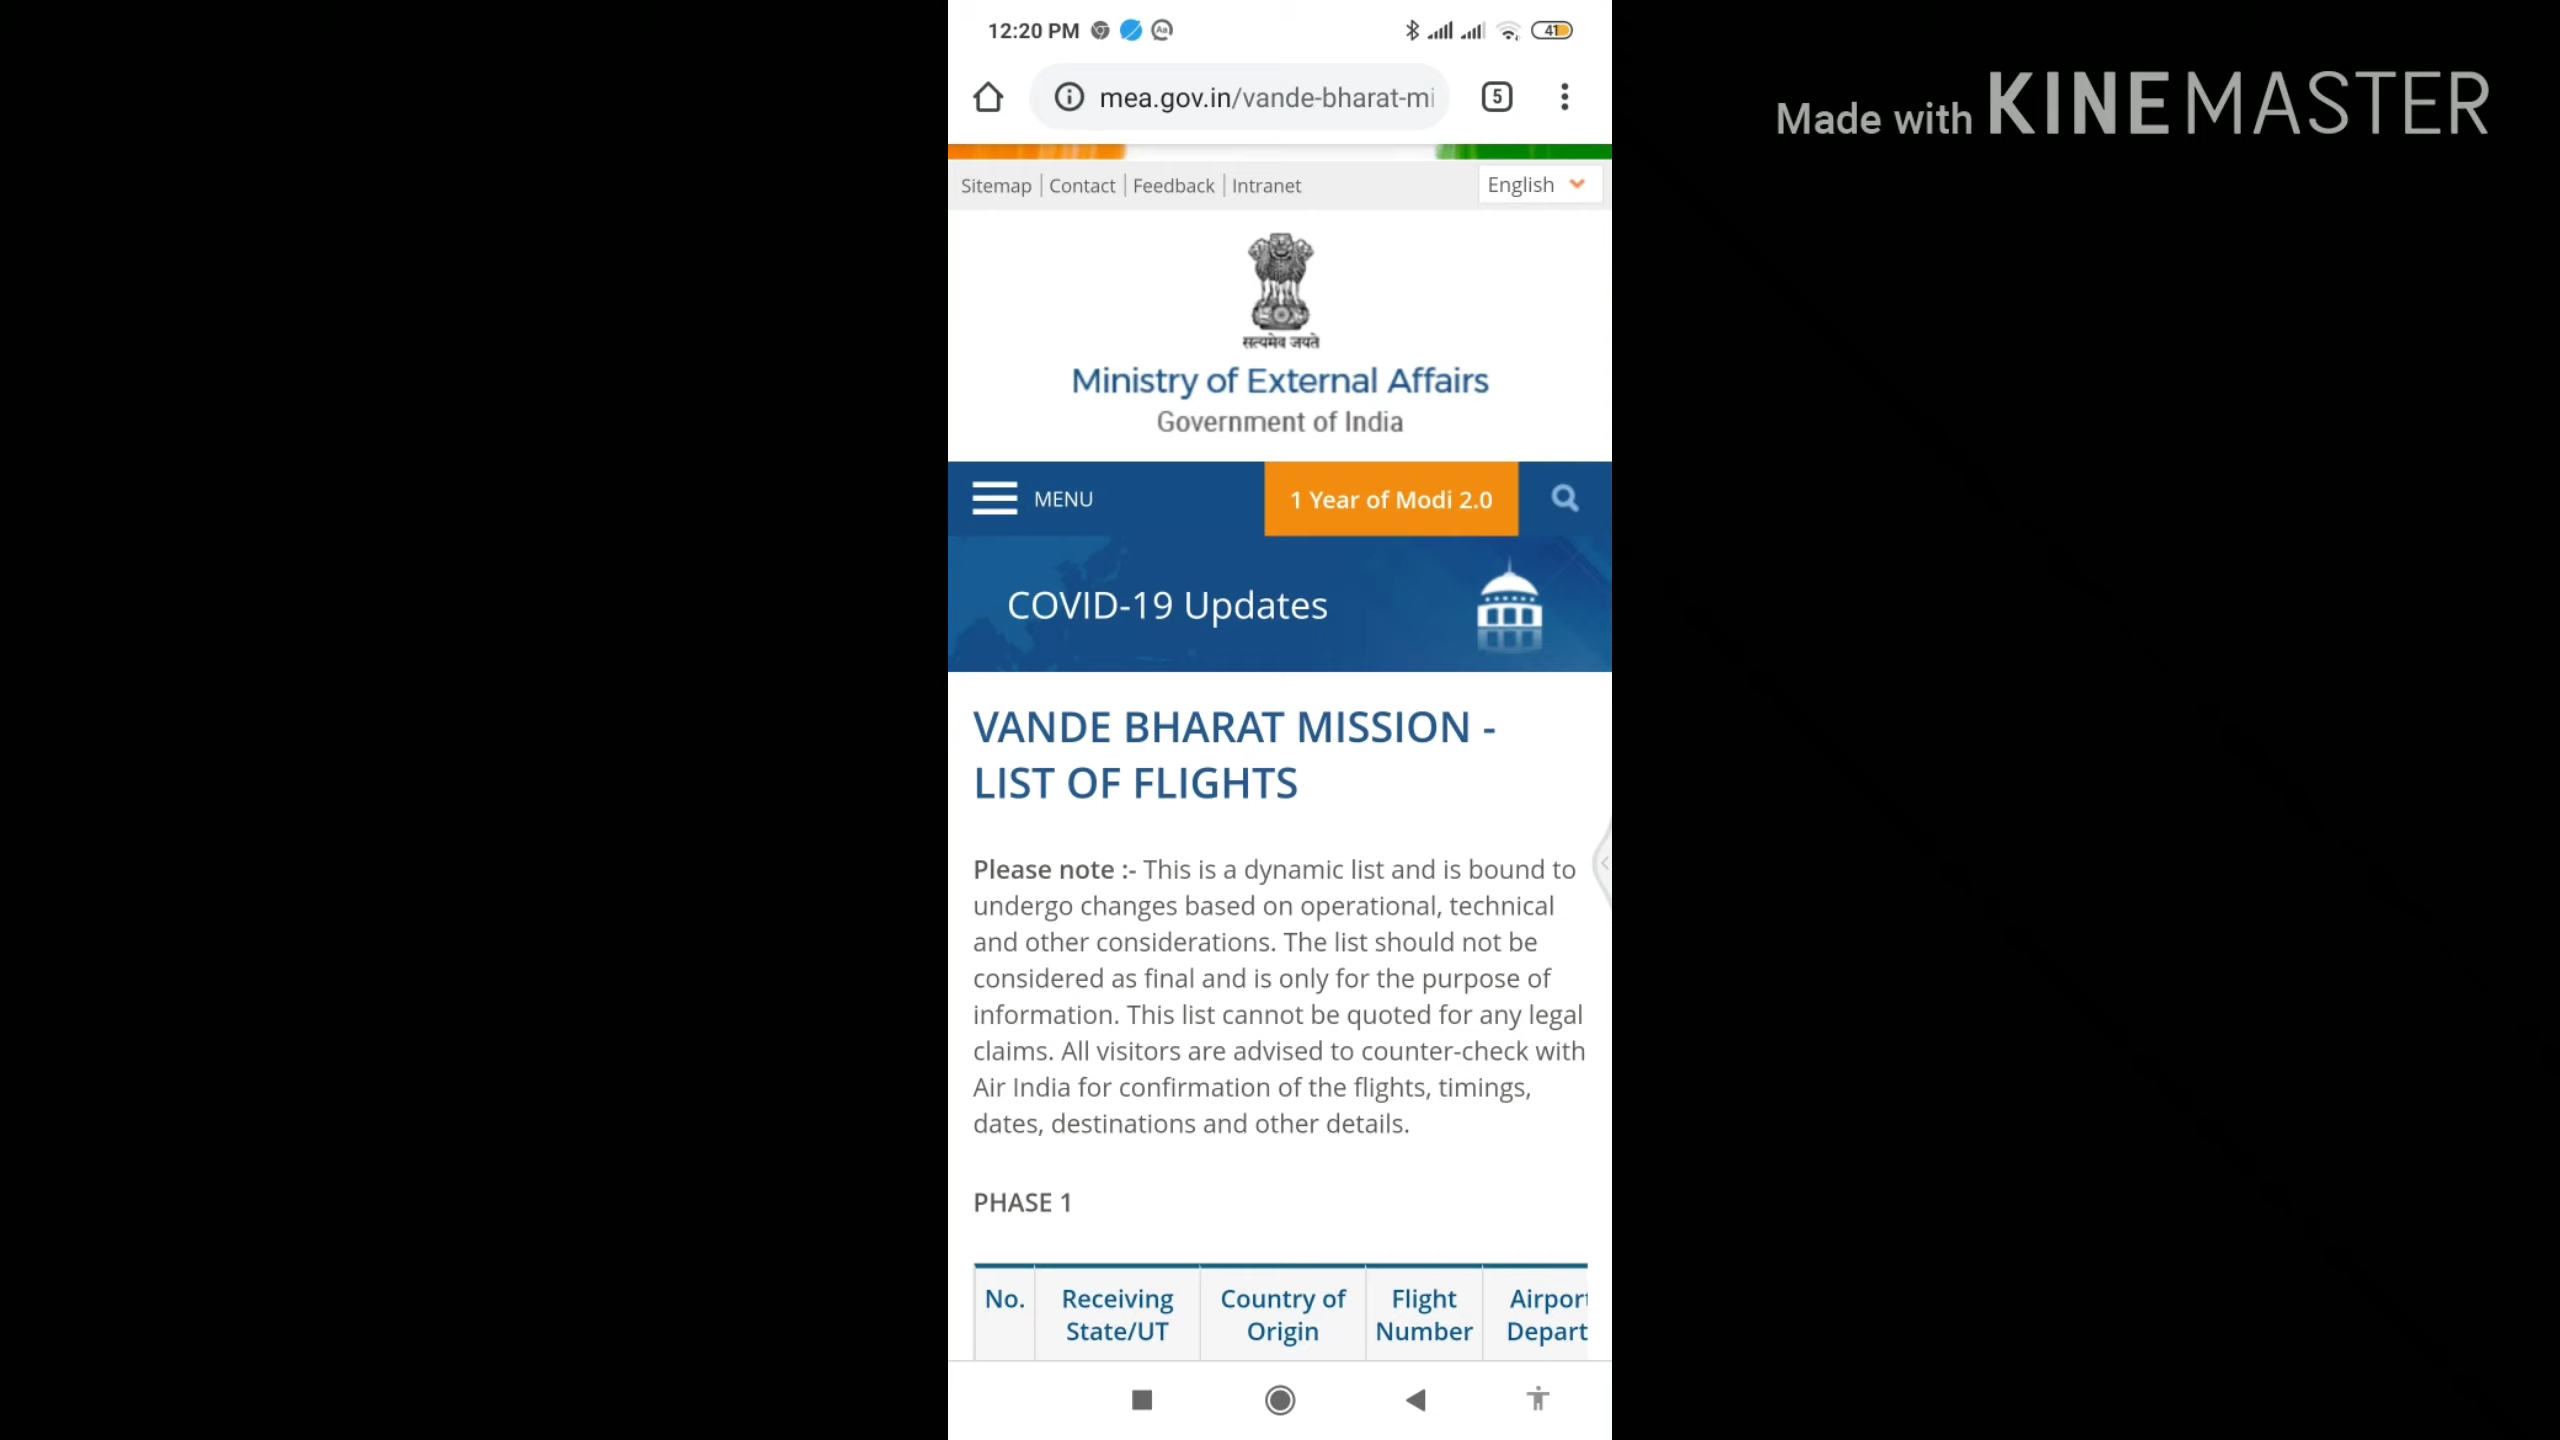 12:20 PM
41
mea.gov.in/vande-bharat-mi
5
Made with KINEMASTER
Sitemap | Contact | Feedback | Intranet
English
सत्यमेव जयते
Ministry of External Affairs
Government of India
MENU
1 Year of Modi 2.0
COVID-19 Updates
VANDE BHARAT MISSION -
LIST OF FLIGHTS
Please note :- This is a dynamic list and is bound to
undergo changes based on operational, technical
and other considerations. The list should not be
considered as final and is only for the purpose of
information. This list cannot be quoted for any legal
claims. All visitors are advised to counter-check with
Air India for confirmation of the flights, timings,
dates, destinations and other details.
PHASE 1
No.
Receiving
State/UT
Country of
Origin
Flight
Number
Airport
Depart